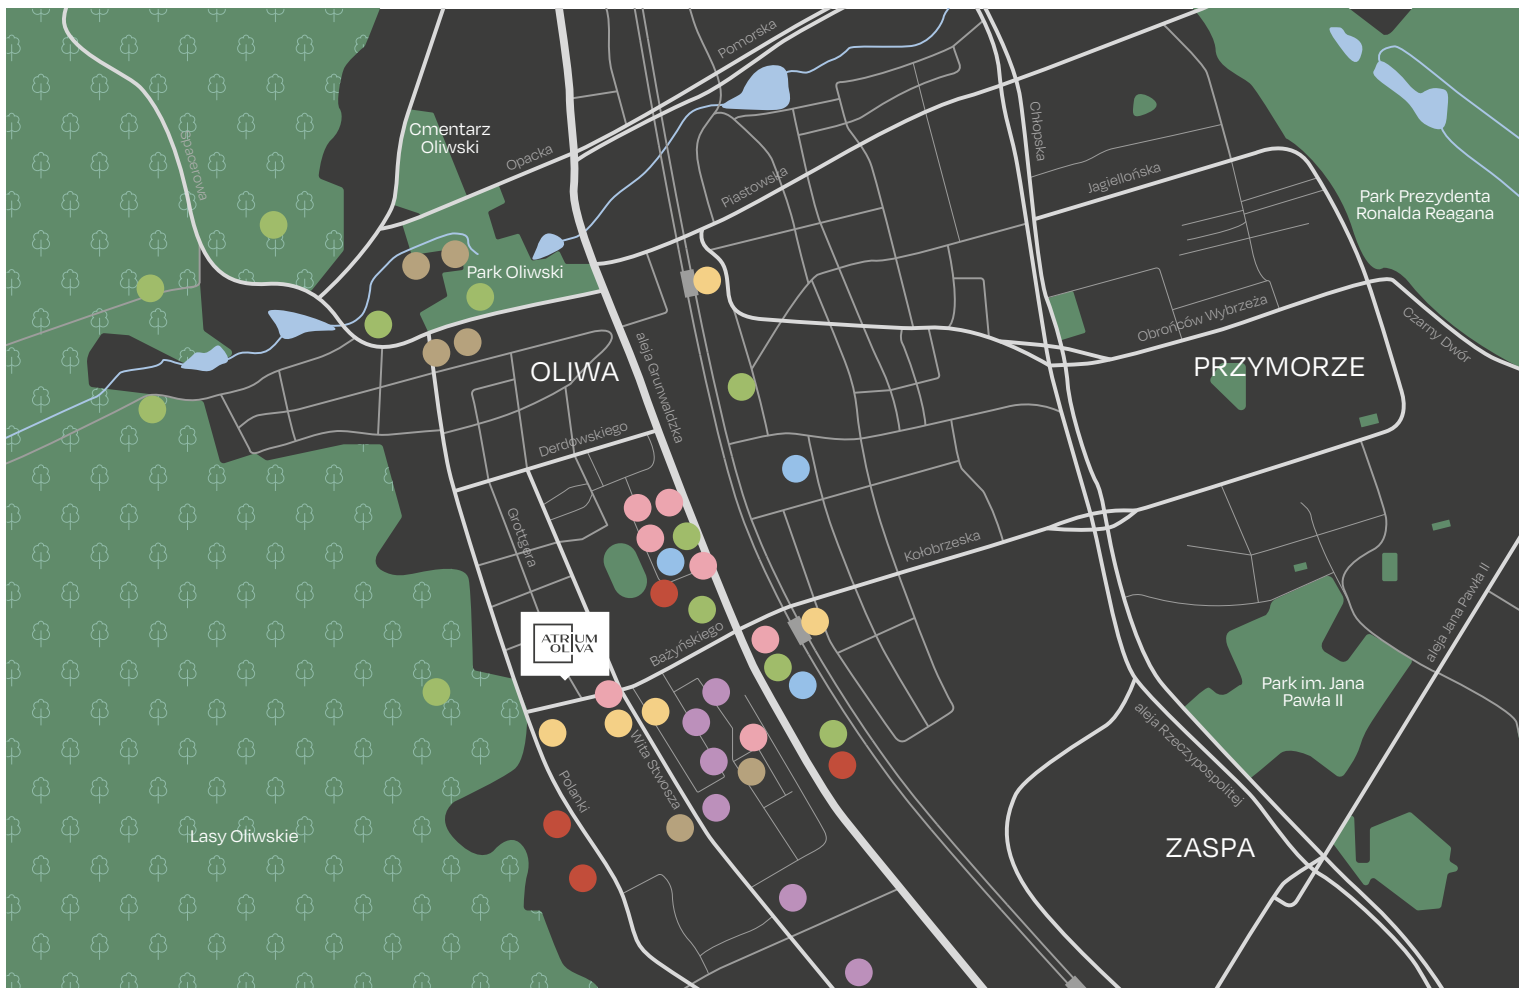 Pomorska
Cmentarz
Oliwski
Opacka
Spacerowa
Chłopska
Piastowska
Jagiellońska
Park Prezydenta
Ronalda Reagana
Park Oliwski
Obrońców Wybrzeża
Czarny Dwór
OLIWA
aleja Grunwaldzka
PRZYMORZE
Derdowskiego
Grottgera
Kołobrzeska
aleja Jana Pawła II
ATRIUM
OLIVA
Bażyńskiego
Park im. Jana
Pawła II
aleja Rzeczypospolitej
Wita Stwosza
Polanki
Lasy Oliwskie
ZASPA